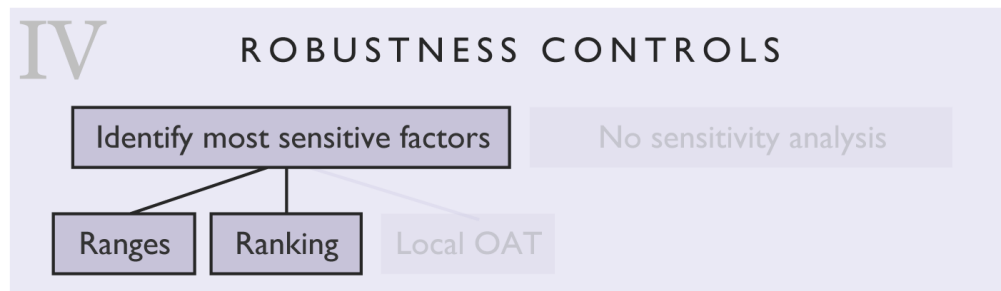 IV
ROBUSTNESS CONTROLS
Identify most sensitive factors
No sensitivity analysis
Ranges
Ranking
Local OAT